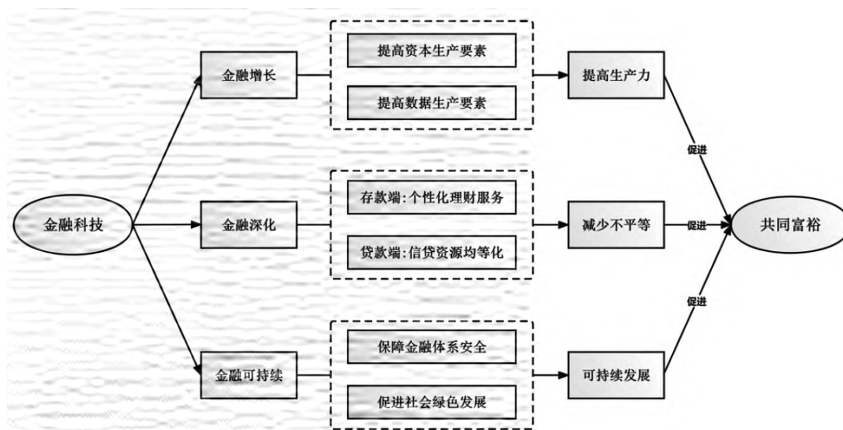 提高资本生产要素
金融增长
提高生产力
提高数据生产要素
促进
存款端:个性化理财服务
金融科技
金融深化
减少不平等
促进
共同富裕
贷款端:信贷资源均等化
促进
保障金融体系安全
金融可持续
可持续发展
促进社会绿色发展